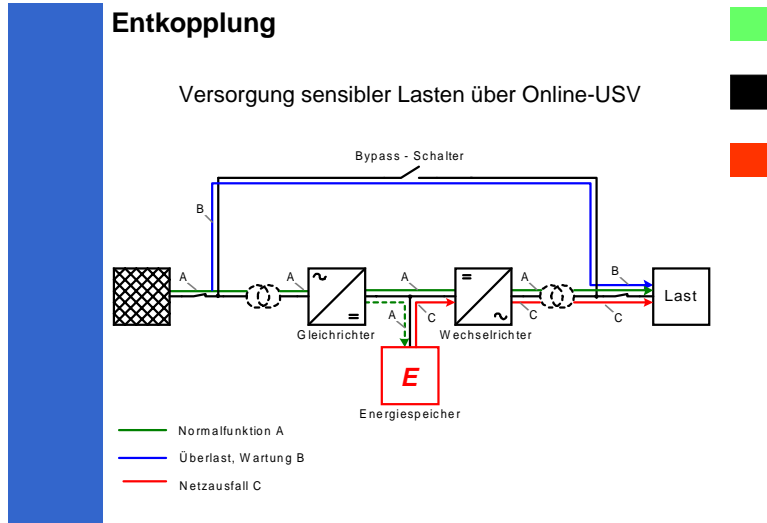 Entkopplung
Versorgung sensibler Lasten über Online-USV
Bypass - Schalter
B
A
A
A
A
B
Last
A
C
C
C
Gleichrichter
Wechselrichter
E
Energiespeicher
Normalfunktion A
Überlast, Wartung B
Netzausfall C